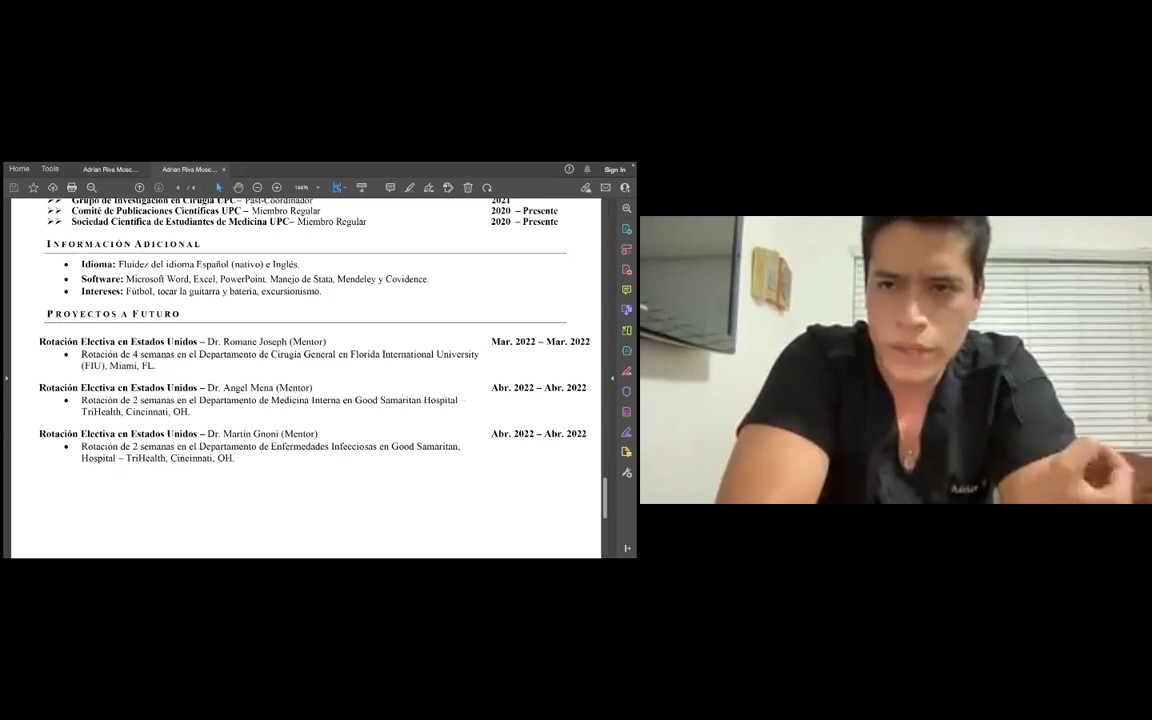 Home Tools Adrian Riva Mosc... Adrian Riva Mosc... × Sign In
4 / 4 144%
Grupo de Investigación en Cirugía UPC– Past-Coordinador 2021
Comité de Publicaciones Científicas UPC – Miembro Regular 2020 – Presente
Sociedad Científica de Estudiantes de Medicina UPC– Miembro Regular 2020 – Presente
INFORMACIÓN ADICIONAL
• Idioma: Fluidez del idioma Español (nativo) e Inglés.
• Software: Microsoft Word, Excel, PowerPoint. Manejo de Stata, Mendeley y Covidence.
• Intereses: Fútbol, tocar la guitarra y batería, excursionismo.
PROYECTOS A FUTURO
Rotación Electiva en Estados Unidos – Dr. Romane Joseph (Mentor) Mar. 2022 – Mar. 2022
• Rotación de 4 semanas en el Departamento de Cirugía General en Florida International University
(FIU), Miami, FL.
Rotación Electiva en Estados Unidos – Dr. Angel Mena (Mentor) Abr. 2022 – Abr. 2022
• Rotación de 2 semanas en el Departamento de Medicina Interna en Good Samaritan Hospital –
TriHealth, Cincinnati, OH.
Rotación Electiva en Estados Unidos – Dr. Martin Gnoni (Mentor) Abr. 2022 – Abr. 2022
• Rotación de 2 semanas en el Departamento de Enfermedades Infecciosas en Good Samaritan,
Hospital – TriHealth, Cincinnati, OH.
Adrian